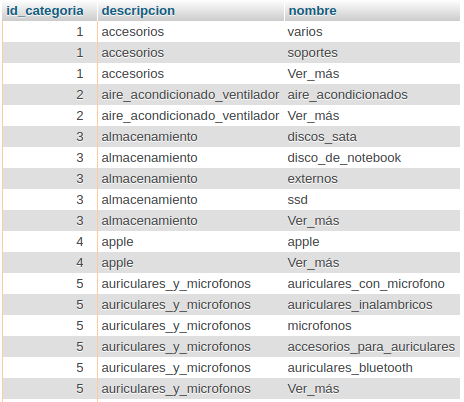 id_categoria descripcion nombre
1 accesorios varios
1 accesorios soportes
1 accesorios Ver_más
2 aire_acondicionado_ventilador aire_acondicionados
2 aire_acondicionado_ventilador Ver_más
3 almacenamiento discos_sata
3 almacenamiento disco_de_notebook
3 almacenamiento externos
3 almacenamiento ssd
3 almacenamiento Ver_más
4 apple apple
4 apple Ver_más
5 auriculares_y_microfonos auriculares_con_microfono
5 auriculares_y_microfonos auriculares_inalambricos
5 auriculares_y_microfonos microfonos
5 auriculares_y_microfonos accesorios_para_auriculares
5 auriculares_y_microfonos auriculares_bluetooth
5 auriculares_y_microfonos Ver_más